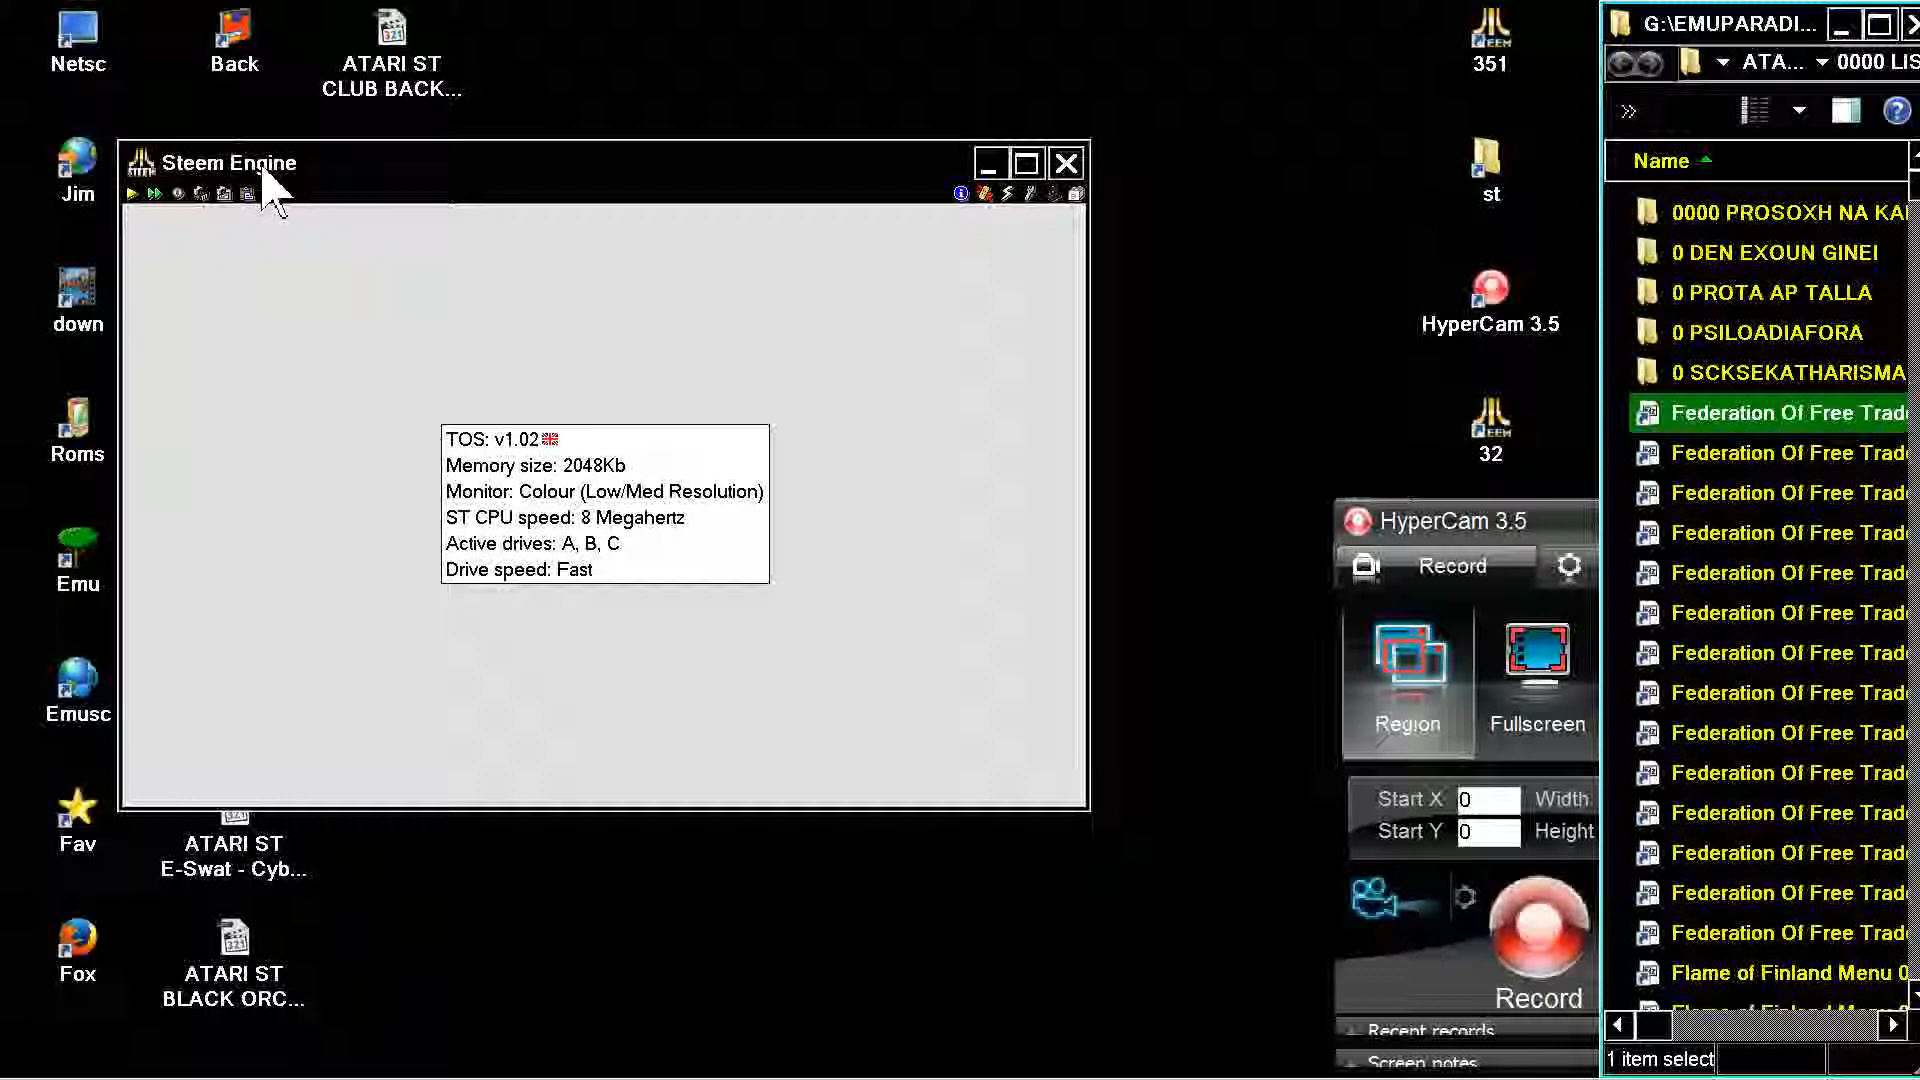 Netsc
Back
ATARI ST
CLUB BACK...
Jim
down
Roms
Emu
Emusc
Fav
Fox
ATARI ST
E-Swat - Cyb...
ATARI ST
BLACK ORC...
Steem Engine
TOS: v1.02
Memory size: 2048Kb
Monitor: Colour (Low/Med Resolution)
ST CPU speed: 8 Megahertz
Active drives: A, B, C
Drive speed: Fast
351
st
HyperCam 3.5
32
HyperCam 3.5
Record
Region
Fullscreen
Start X 0 Width
Start Y 0 Height
Record
Recent records
Screen notes
G:\EMUPARADI...
ATA... 0000 LIS
Name
0000 PROSOXH NA KA
0 DEN EXOUN GINEI
0 PROTA AP TALLA
0 PSILOADIAFORA
0 SCKSEKATHARISMA
Federation Of Free Trad
Federation Of Free Trad
Federation Of Free Trad
Federation Of Free Trad
Federation Of Free Trad
Federation Of Free Trad
Federation Of Free Trad
Federation Of Free Trad
Federation Of Free Trad
Federation Of Free Trad
Federation Of Free Trad
Federation Of Free Trad
Federation Of Free Trad
Federation Of Free Trad
Flame of Finland Menu 0
1 item select